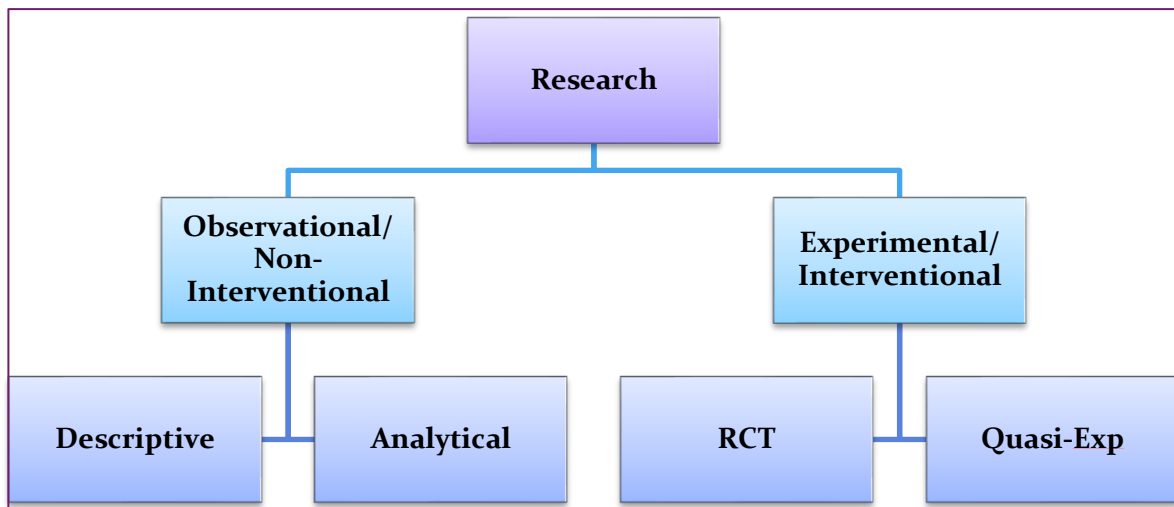 Research
Observational/
Non-
Interventional
Experimental/
Interventional
Descriptive
Analytical
RCT
Quasi-Exp